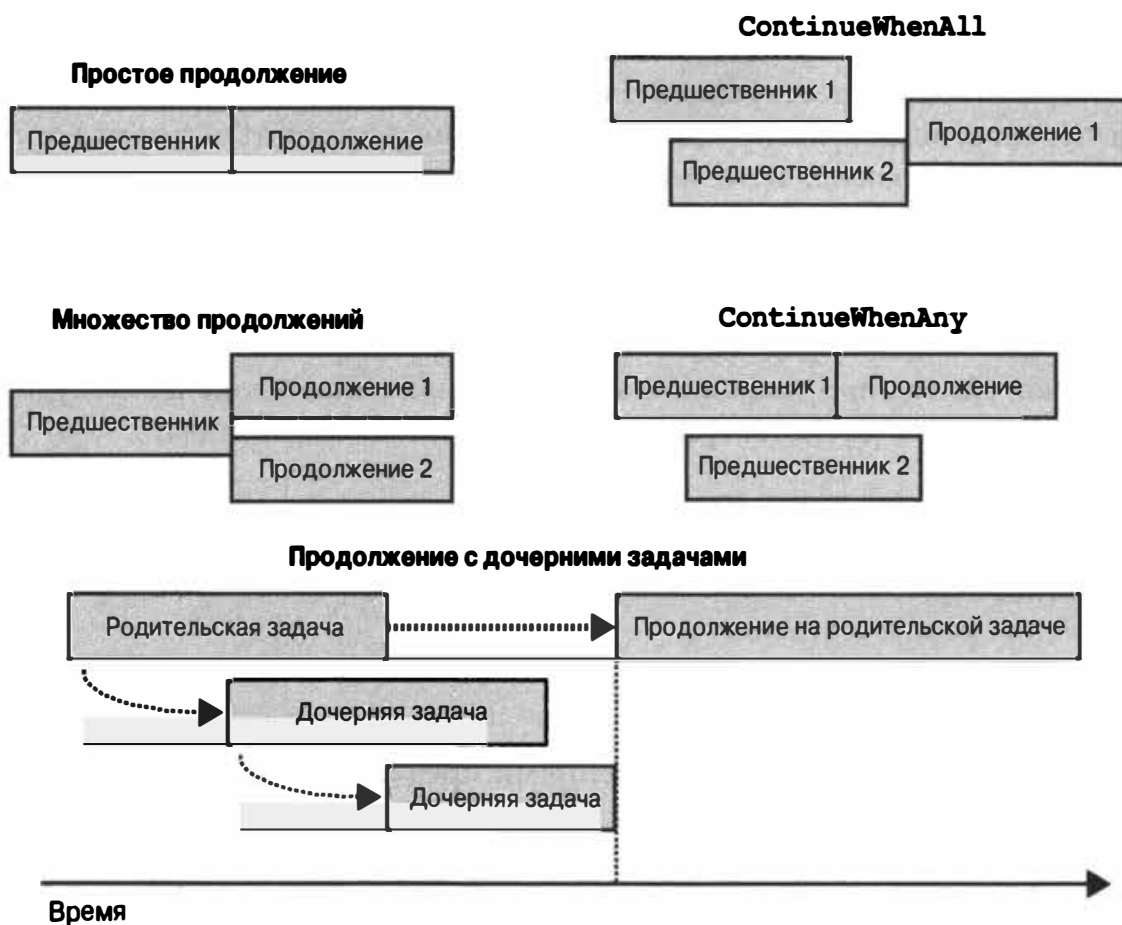 Простое продолжение
Предшественник
Продолжение
ContinueWhenAll
Предшественник 1
Продолжение 1
Предшественник 2
Множество продолжений
Предшественник
Продолжение 1
Продолжение 2
ContinueWhenAny
Предшественник 1
Продолжение
Предшественник 2
Продолжение с дочерними задачами
Родительская задача
Продолжение на родительской задаче
Дочерняя задача
Дочерняя задача
Время